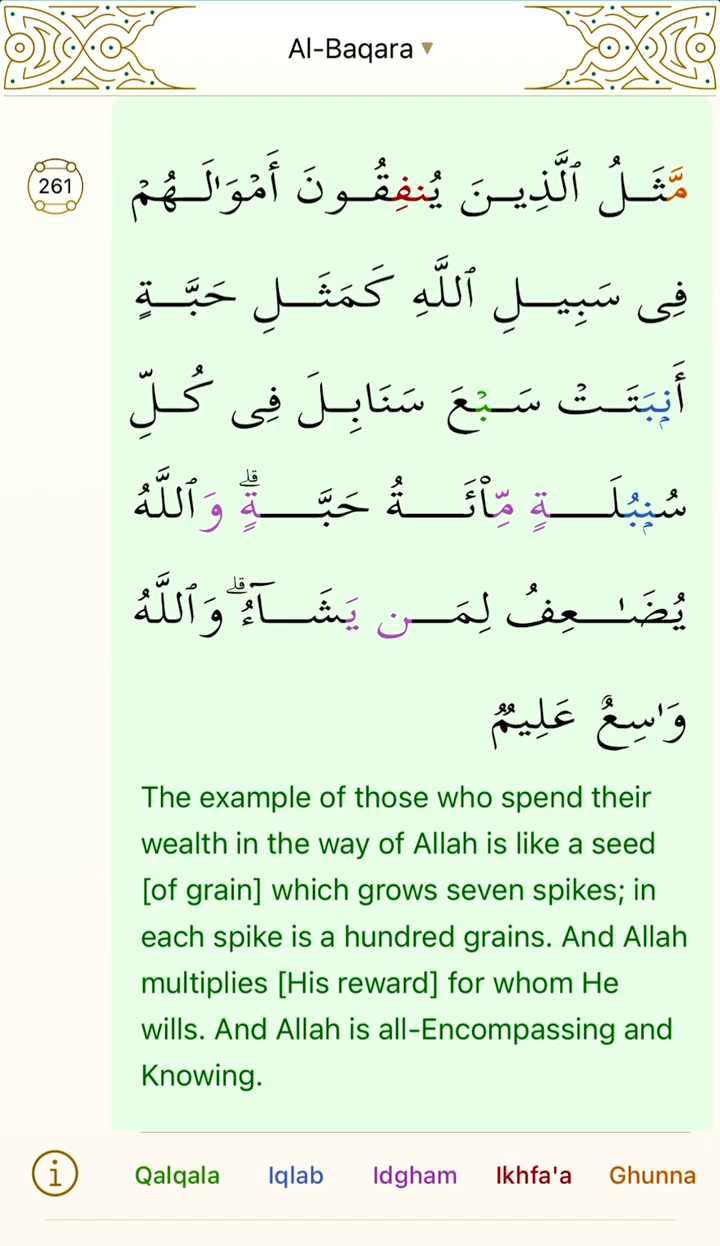 Al-Baqara ▼
261
مَّثَلُ ٱلَّذِينَ يُنفِقُونَ أَمْوَٰلَهُمْ
فِى سَبِيلِ ٱللَّهِ كَمَثَلِ حَبَّةٍ
أَنۢبَتَتْ سَبْعَ سَنَابِلَ فِى كُلِّ
سُنۢبُلَةٍ مِّا۟ئَةُ حَبَّةٍ ۗ وَٱللَّهُ
يُضَـٰعِفُ لِمَن يَشَآءُ ۗ وَٱللَّهُ
وَٰسِعٌ عَلِيمٌ
The example of those who spend their
wealth in the way of Allah is like a seed
[of grain] which grows seven spikes; in
each spike is a hundred grains. And Allah
multiplies [His reward] for whom He
wills. And Allah is all-Encompassing and
Knowing.
i Qalqala Iqlab Idgham Ikhfa'a Ghunna